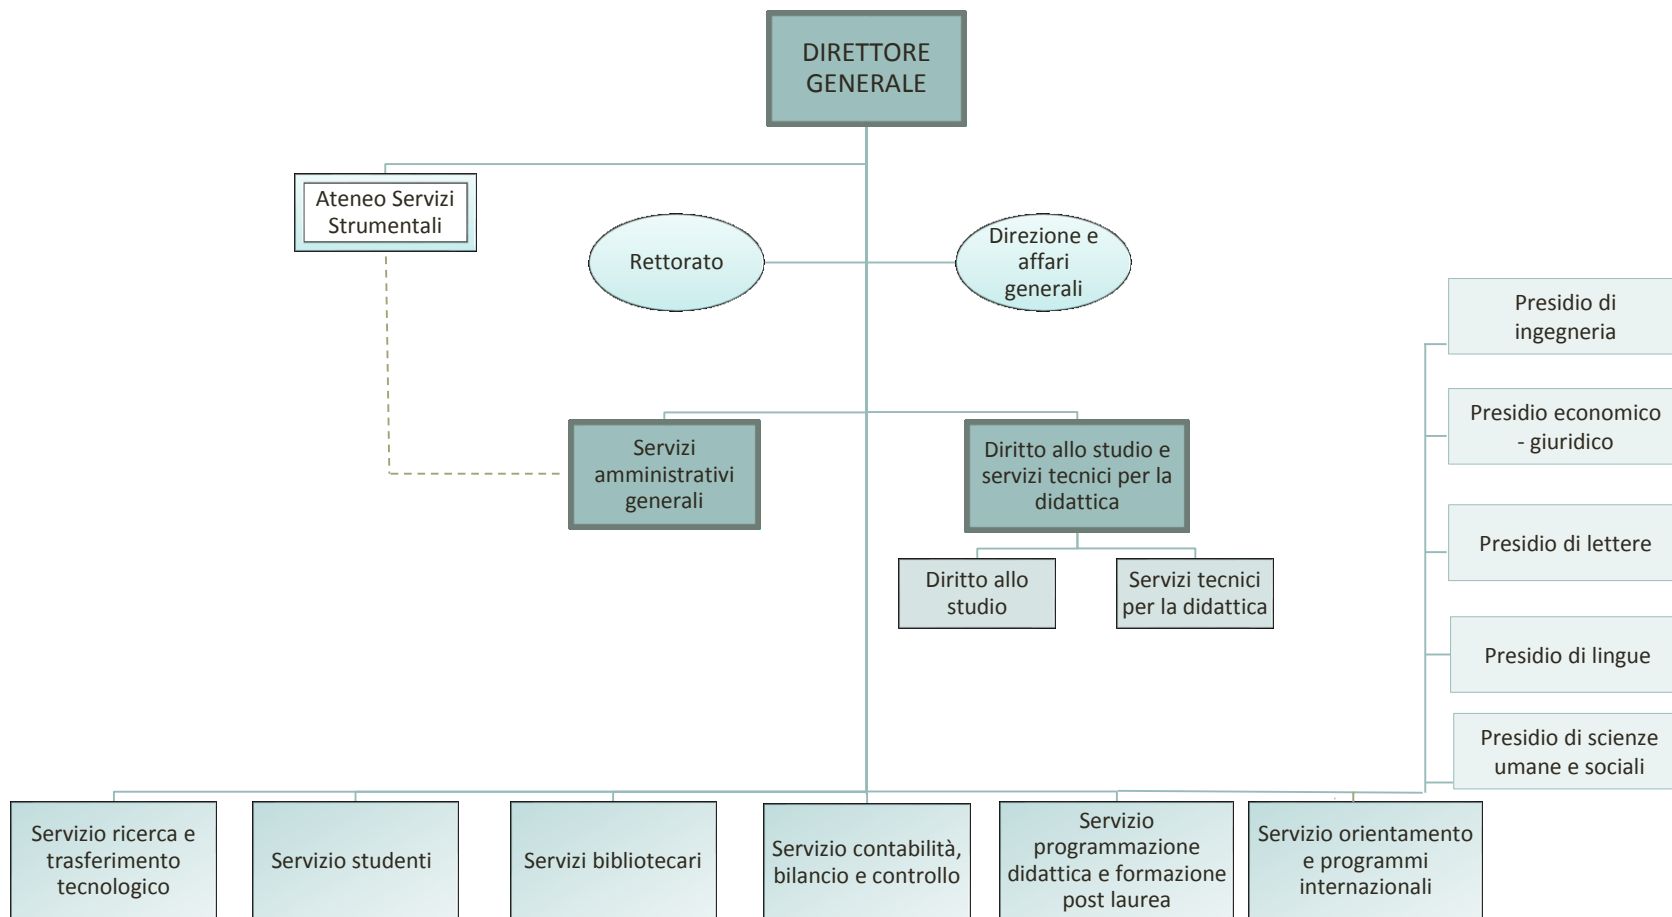 DIRETTORE
GENERALE
Ateneo Servizi
Strumentali
Rettorato
Direzione e
affari
generali
Presidio di
ingegneria
Presidio economico
- giuridico
Servizi
amministrativi
generali
Diritto allo studio e
servizi tecnici per la
didattica
Presidio di lettere
Diritto allo
studio
Servizi tecnici
per la didattica
Presidio di lingue
Presidio di scienze
umane e sociali
Servizio ricerca e
trasferimento
tecnologico
Servizio studenti
Servizi bibliotecari
Servizio contabilità,
bilancio e controllo
Servizio
programmazione
didattica e formazione
post laurea
Servizio orientamento
e programmi
internazionali